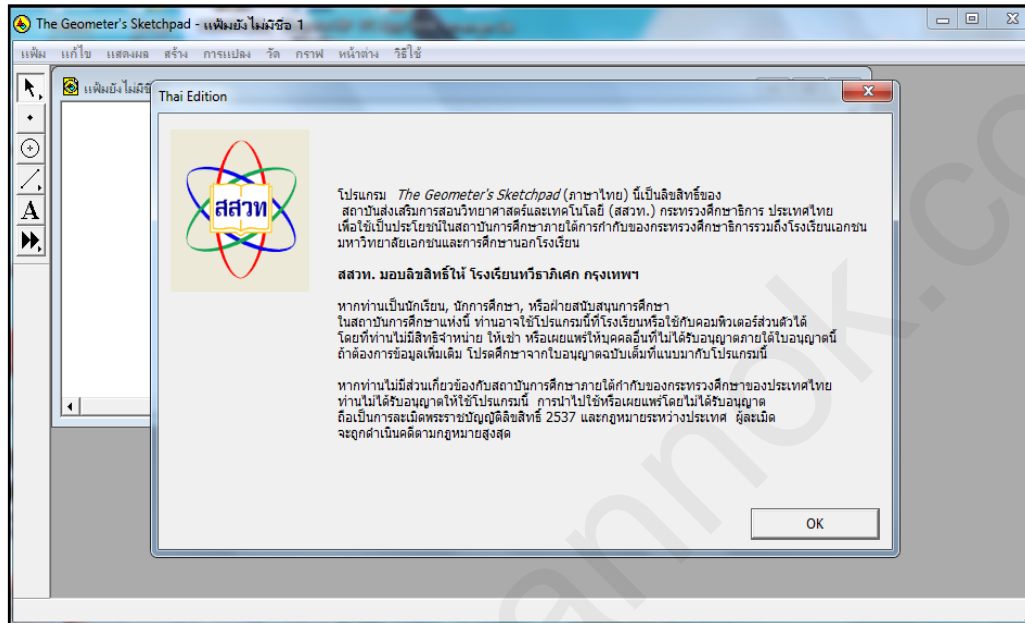 The Geometer's Sketchpad - แฟ้มยังไม่มีชื่อ 1
แฟ้ม แก้ไข แสดงผล สร้าง การแปลง วัด กราฟ หน้าต่าง วิธีใช้
แฟ้มยังไม่มีชื่
Thai Edition
A
สสวท
โปรแกรม The Geometer's Sketchpad (ภาษาไทย) นี้เป็นลิขสิทธิ์ของ
สถาบันส่งเสริมการสอนวิทยาศาสตร์และเทคโนโลยี (สสวท.) กระทรวงศึกษาธิการ ประเทศไทย
เพื่อใช้เป็นประโยชน์ในสถาบันการศึกษาภายใต้การกำกับของกระทรวงศึกษาธิการรวมถึงโรงเรียนเอกชน
มหาวิทยาลัยเอกชนและการศึกษานอกโรงเรียน
สสวท. มอบลิขสิทธิ์ให้ โรงเรียนทวีธาภิเศก กรุงเทพฯ
หากท่านเป็นนักเรียน, นักการศึกษา, หรือฝ่ายสนับสนุนการศึกษา
ในสถาบันการศึกษาแห่งนี้ ท่านอาจใช้โปรแกรมนี้ที่โรงเรียนหรือใช้กับคอมพิวเตอร์ส่วนตัวได้
โดยที่ท่านไม่มีสิทธิจำหน่าย ให้เช่า หรือเผยแพร่ให้บุคคลอื่นที่ไม่ได้รับอนุญาตภายใต้ใบอนุญาตนี้
ถ้าต้องการข้อมูลเพิ่มเติม โปรดศึกษาจากใบอนุญาตฉบับเต็มที่แนบมากับโปรแกรมนี้
หากท่านไม่มีส่วนเกี่ยวข้องกับสถาบันการศึกษาภายใต้กำกับของกระทรวงศึกษาของประเทศไทย
ท่านไม่ได้รับอนุญาตให้ใช้โปรแกรมนี้ การนำไปใช้หรือเผยแพร่โดยไม่ได้รับอนุญาต
ถือเป็นการละเมิดพระราชบัญญัติลิขสิทธิ์ 2537 และกฎหมายระหว่างประเทศ ผู้ละเมิด
จะถูกดำเนินคดีตามกฎหมายสูงสุด
OK